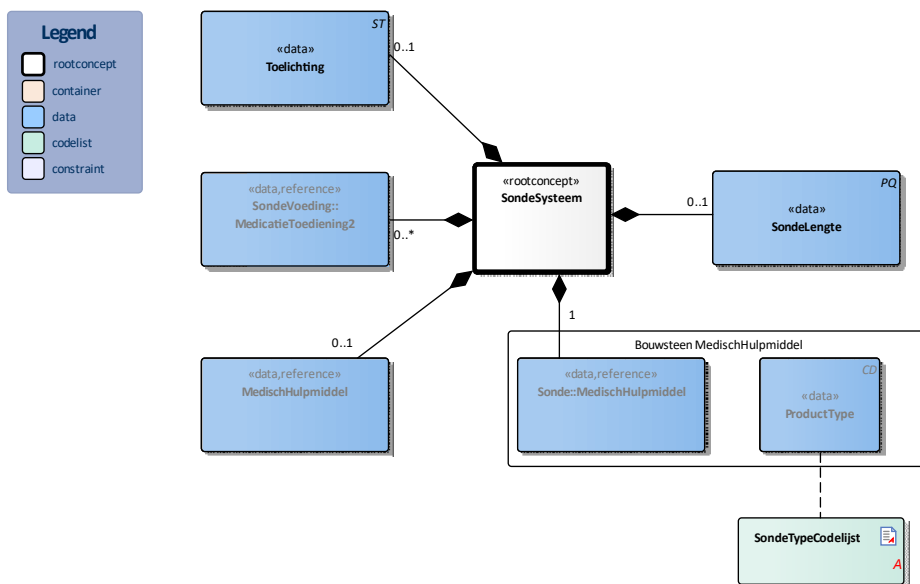 Legend
rootconcept
container
data
codelist
constraint
ST
«data»
Toelichting
0..1
«data,reference»
SondeVoeding::
MedicatieToediening2
0..*
«rootconcept»
SondeSysteem
PQ
«data»
SondeLengte
0..1
0..1
1
«data,reference»
MedischHulpmiddel
Bouwsteen MedischHulpmiddel
«data,reference»
Sonde::MedischHulpmiddel
CD
«data»
ProductType
SondeTypeCodelijst
A